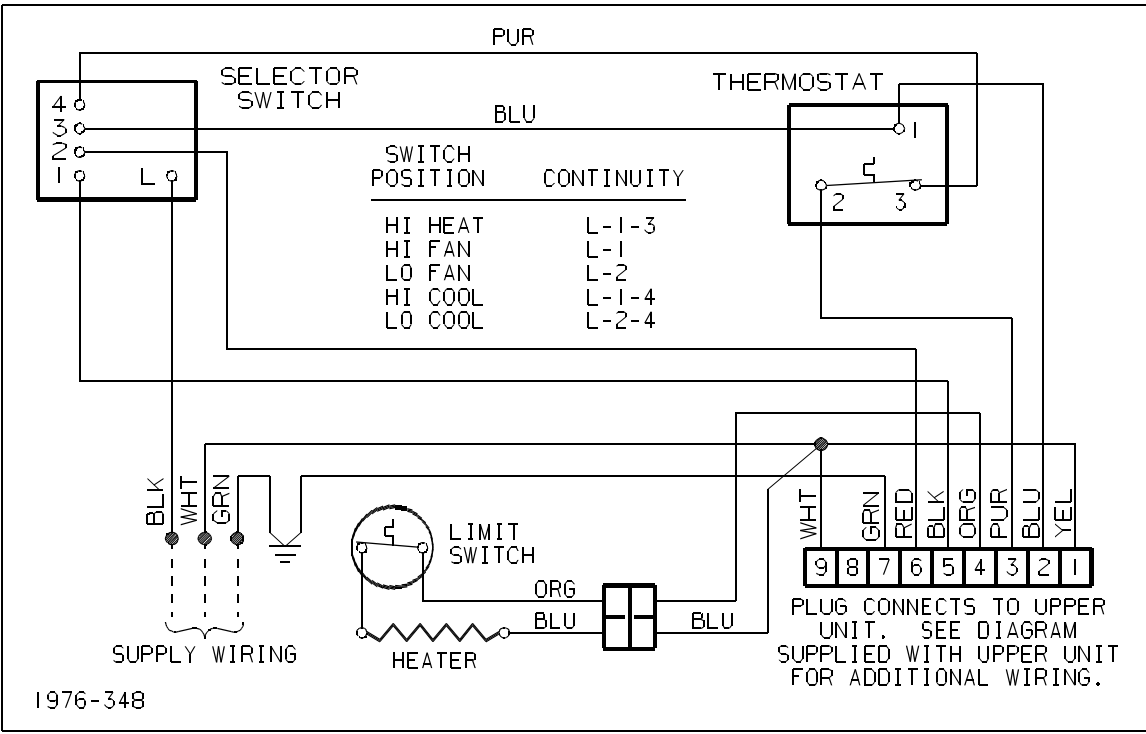 PUR
SELECTOR
SWITCH
THERMOSTAT
4
3
2
1
L
BLU
1
2
3
SWITCH
POSITION CONTINUITY
HI HEAT L-1-3
HI FAN L-1
LO FAN L-2
HI COOL L-1-4
LO COOL L-2-4
BLK
WHT
GRN
LIMIT
SWITCH
ORG
BLU
BLU
HEATER
SUPPLY WIRING
WHT
GRN
RED
BLK
ORG
PUR
BLU
YEL
9 8 7 6 5 4 3 2 1
PLUG CONNECTS TO UPPER
UNIT. SEE DIAGRAM
SUPPLIED WITH UPPER UNIT
FOR ADDITIONAL WIRING.
1976-348